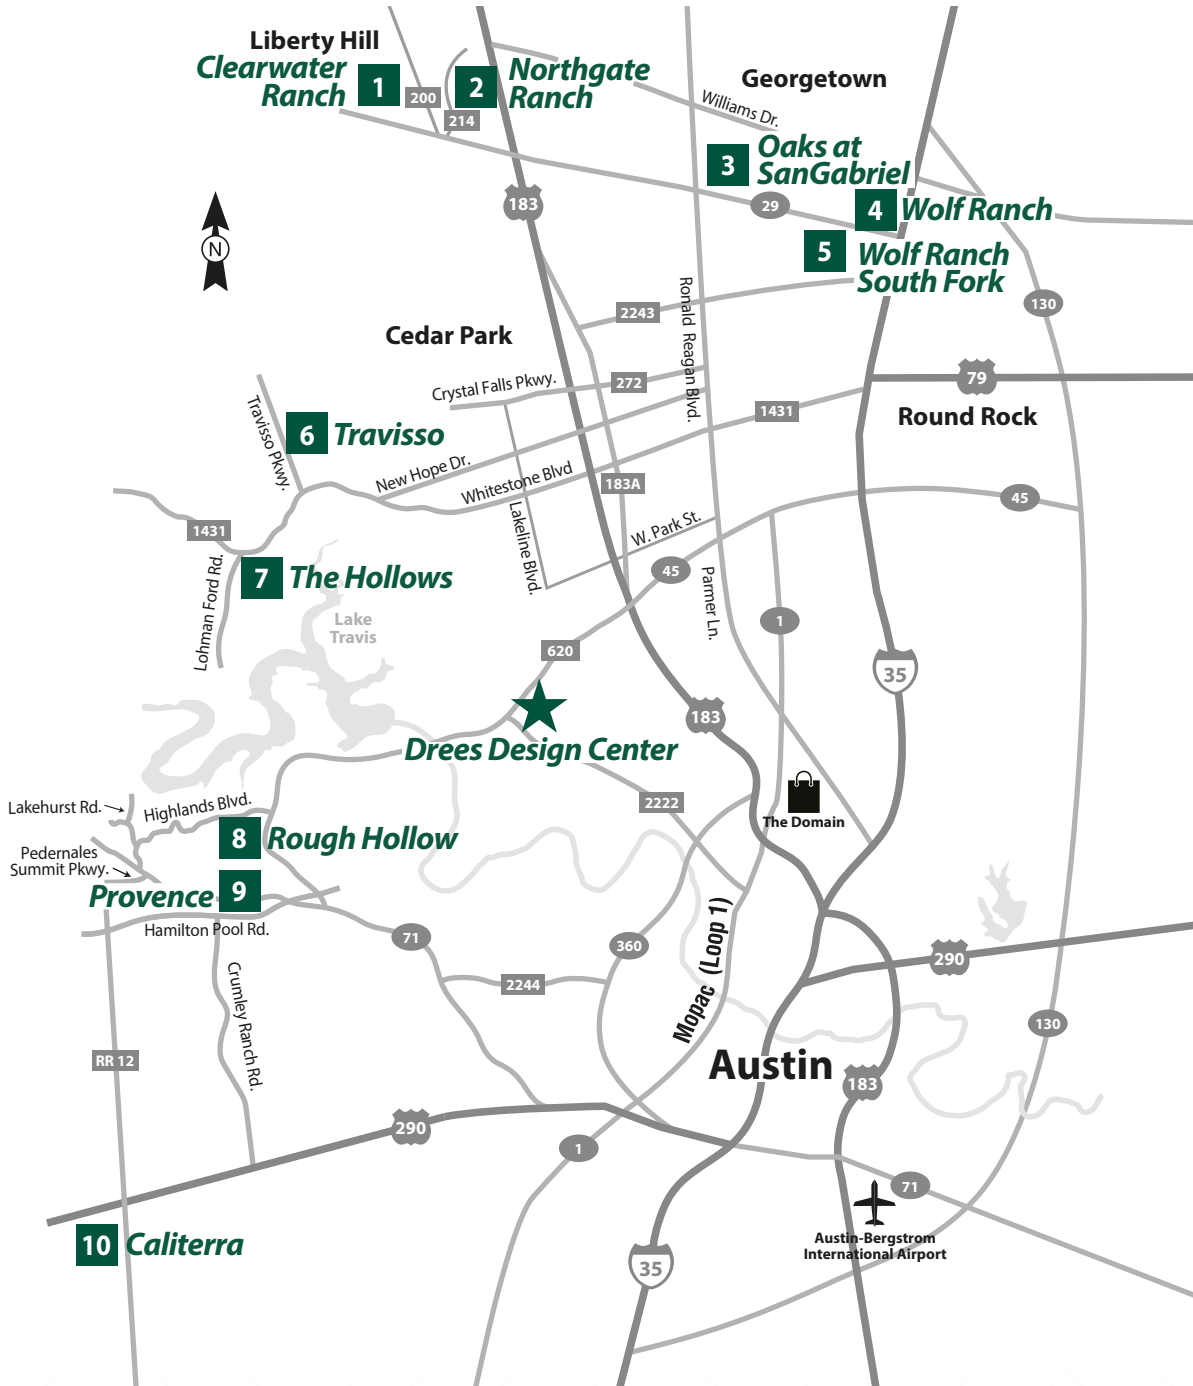 Liberty Hill
Clearwater
Ranch
1
200
214
2
Northgate
Ranch
Georgetown
Williams Dr.
3
Oaks at
SanGabriel
183
29
4
Wolf Ranch
5
Wolf Ranch
South Fork
N
Ronald Reagan Blvd.
130
2243
Cedar Park
Crystal Falls Pkwy.
272
79
1431
Round Rock
Travisso Pkwy.
6
Travisso
New Hope Dr.
Whitestone Blvd
183A
45
Lakeline Blvd.
W. Park St.
1431
45
Lohman Ford Rd.
7
The Hollows
Parmer Ln.
Lake
Travis
1
620
35
183
Drees Design Center
2222
The Domain
Lakehurst Rd.
Highlands Blvd.
8
Rough Hollow
Pedernales
Summit Pkwy.
Provence
9
Hamilton Pool Rd.
71
360
Mopac (Loop 1)
290
2244
Crumley Ranch Rd.
130
RR 12
Austin
183
290
1
71
Austin-Bergstrom
International Airport
10
Caliterra
35